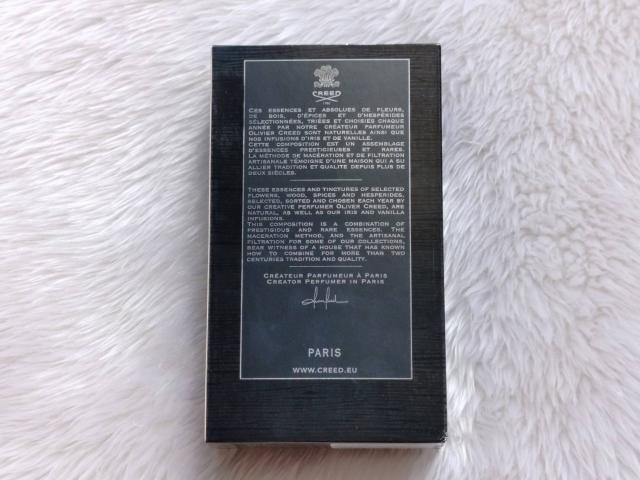 CREED
1760
CES ESSENCES ET ABSOLUES DE FLEURS,
DE BOIS, D'ÉPICES ET D'HESPÉRIDES
SÉLECTIONNÉES, TRIÉES ET CHOISIES CHAQUE
ANNÉE PAR NOTRE CRÉATEUR PARFUMEUR
OLIVIER CREED SONT NATURELLES AINSI QUE
NOS INFUSIONS D'IRIS ET DE VANILLE.
CETTE COMPOSITION EST UN ASSEMBLAGE
D'ESSENCES PRESTIGIEUSES ET RARES.
LA MÉTHODE DE MACÉRATION ET DE FILTRATION
ARTISANALE TÉMOIGNE D'UNE MAISON QUI A SU
ALLIER TRADITION ET QUALITE DEPUIS PLUS DE
DEUX SIÈCLES.
THESE ESSENCES AND TINCTURES OF SELECTED
FLOWERS, WOOD, SPICES AND HESPERIDES,
SELECTED, SORTED AND CHOSEN EACH YEAR BY
OUR CREATIVE PERFUMER OLIVER CREED, ARE
NATURAL, AS WELL AS OUR IRIS AND VANILLA
INFUSIONS.
THIS COMPOSITION IS A COMBINATION OF
PRESTIGIOUS AND RARE ESSENCES. THE
MACERATION METHOD, AND THE ARTISANAL
FILTRATION FOR SOME OF OUR COLLECTIONS,
BEAR WITNESS OF A HOUSE THAT HAS KNOWN
HOW TO COMBINE FOR MORE THAN TWO
CENTURIES TRADITION AND QUALITY.
CRÉATEUR PARFUMEUR À PARIS
CREATOR PERFUMER IN PARIS
PARIS
WWW.CREED.EU